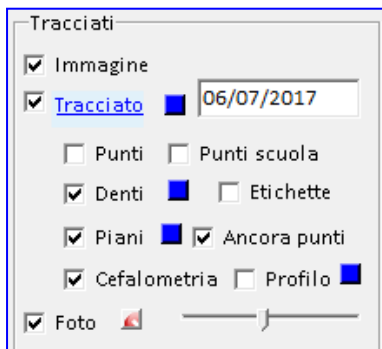 Tracciati
Immagine
Tracciato 06/07/2017
Punti Punti scuola
Denti Etichette
Piani Ancora punti
Cefalometria Profilo
Foto